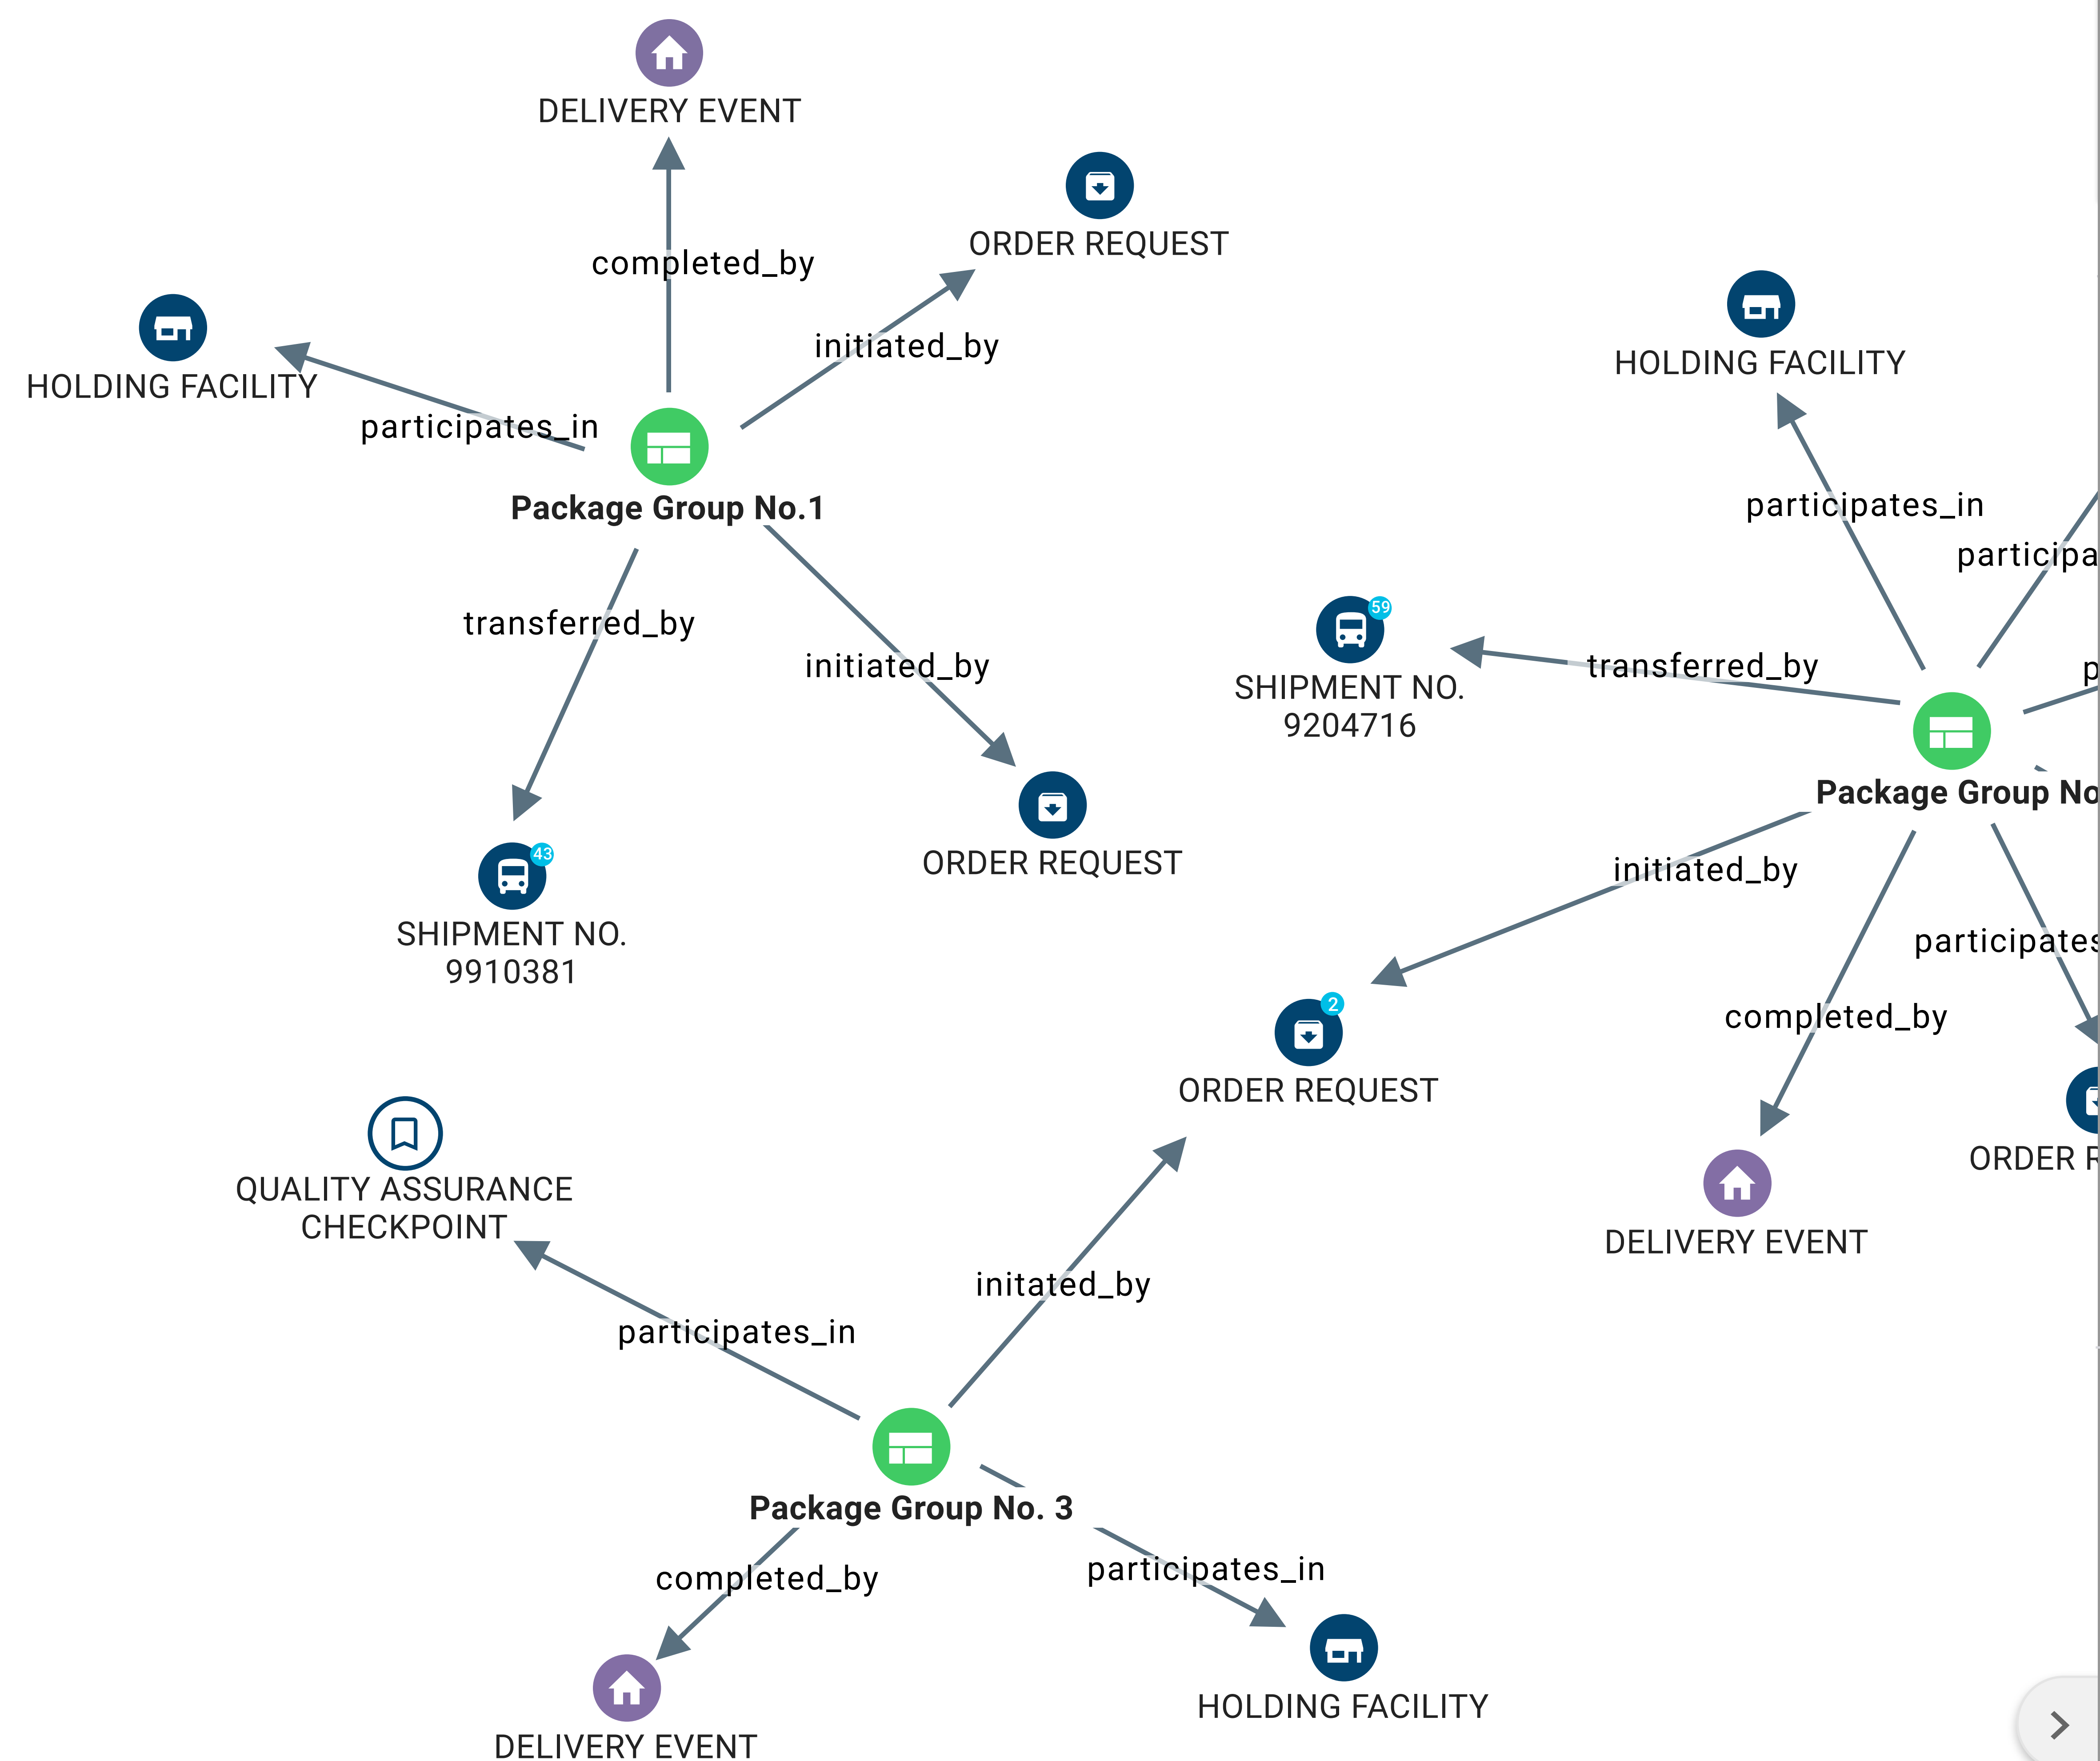 DELIVERY EVENT
completed_by
ORDER REQUEST
initiated_by
HOLDING FACILITY
participates_in
Package Group No.1
transferred_by
initiated_by
ORDER REQUEST
43
SHIPMENT NO.
9910381
HOLDING FACILITY
participates_in
participa
59
SHIPMENT NO.
9204716
transferred_by
p
Package Group No
initiated_by
participates
completed_by
2
ORDER REQUEST
ORDER R
DELIVERY EVENT
QUALITY ASSURANCE
CHECKPOINT
initated_by
participates_in
Package Group No. 3
completed_by
participates_in
HOLDING FACILITY
DELIVERY EVENT